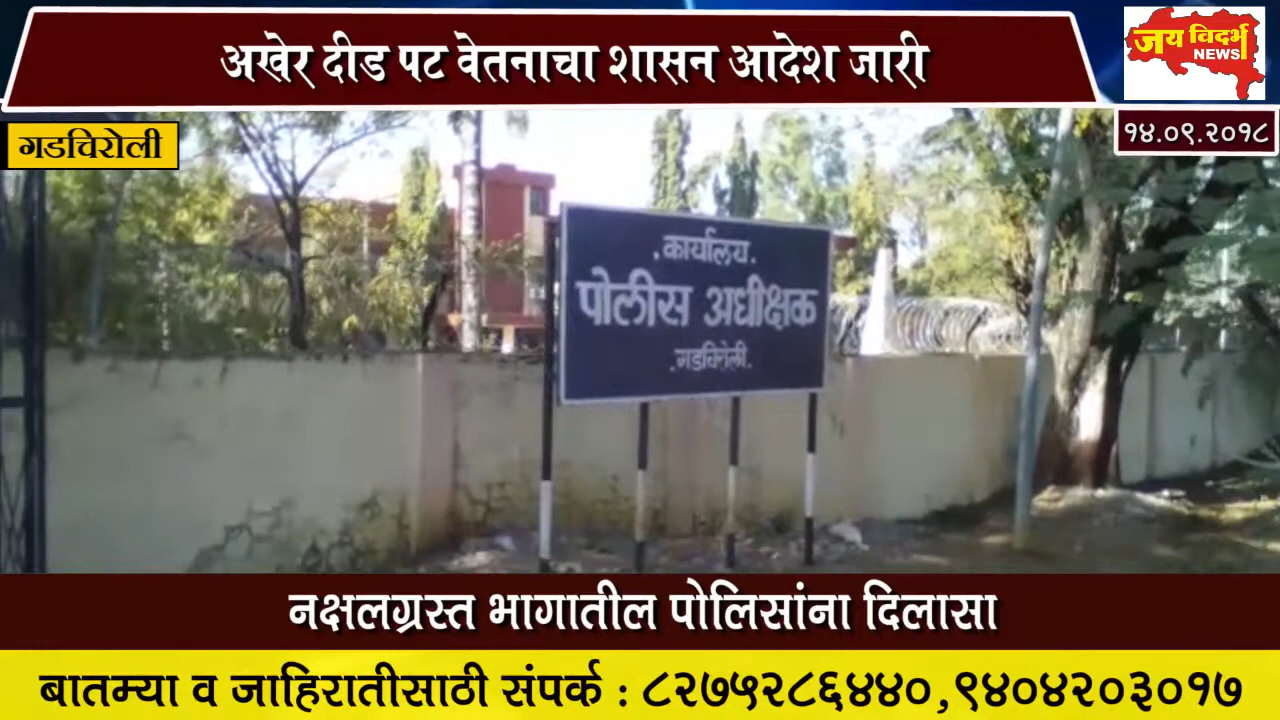 अखेर दीड पट वेतनाचा शासन आदेश जारी
जय विदर्भ
NEWS
गडचिरोली
१४.०९.२०१८
.कार्यालय.
पोलीस अधीक्षक
.गडचिरोली.
नक्षलग्रस्त भागातील पोलिसांना दिलासा
बातम्या व जाहिरातीसाठी संपर्क : ८२७५२८६४४०,९४०४२०३०१७